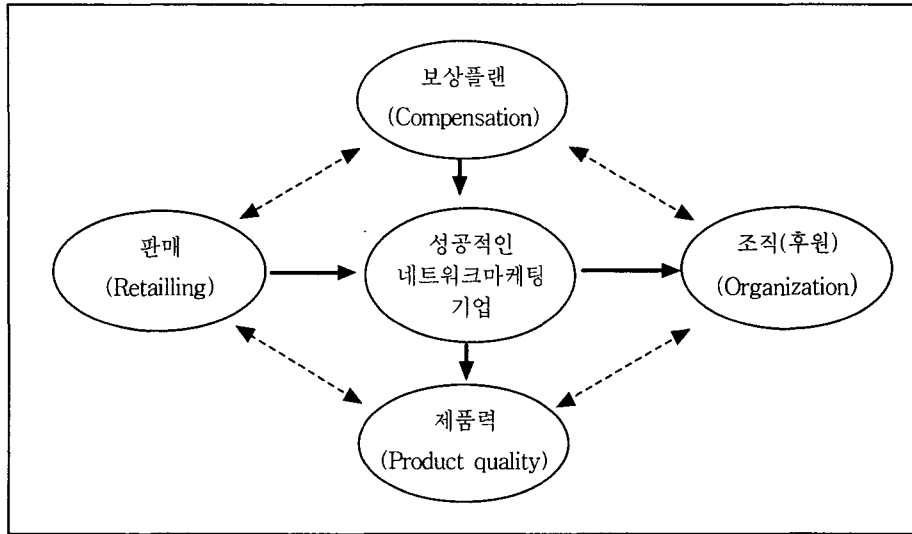 보상플랜
(Compensation)
판매
(Retailling)
성공적인
네트워크마케팅
기업
조직(후원)
(Organization)
제품력
(Product quality)